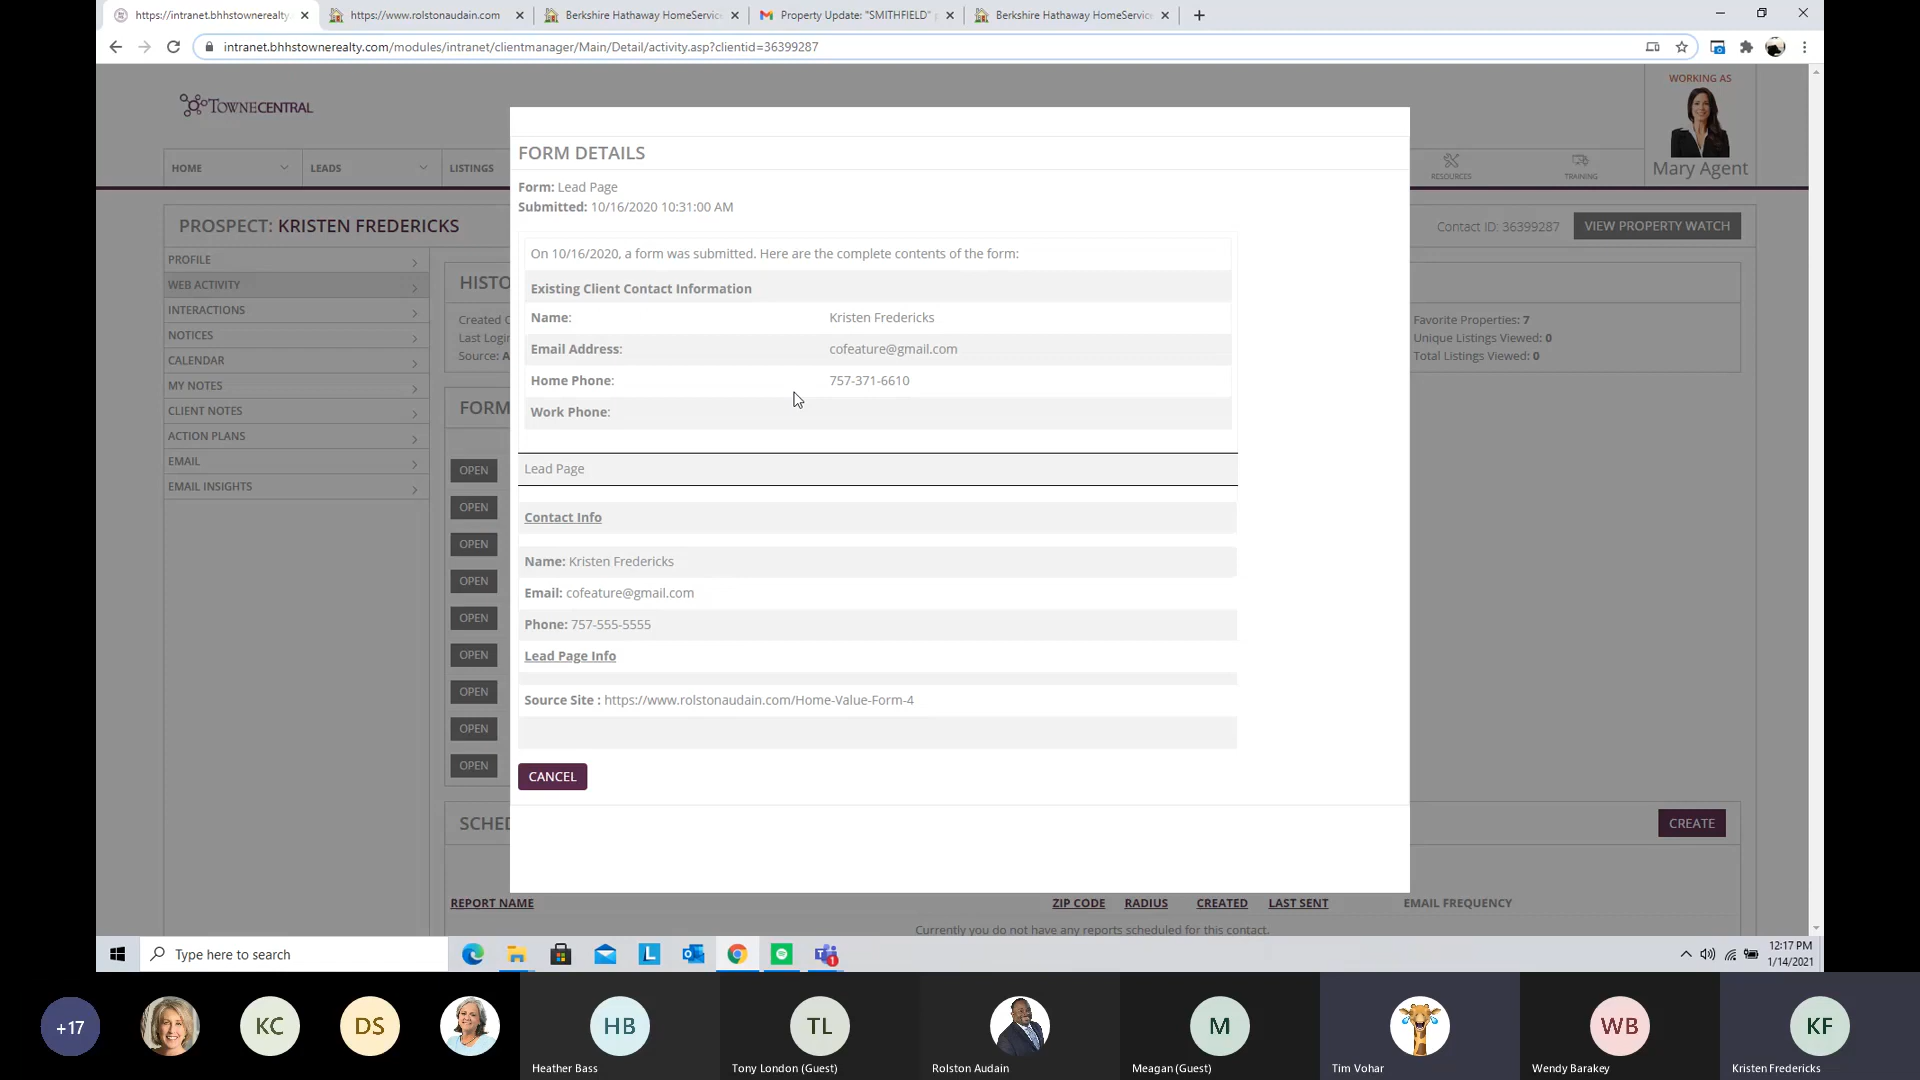 https://intranet.bhhstownerealty.
https://www.rolstonaudain.com
Berkshire Hathaway HomeService
Property Update: "SMITHFIELD" p
Berkshire Hathaway HomeService
intranet.bhhstownerealty.com/modules/intranet/clientmanager/Main/Detail/activity.asp?clientid=36399287
TOWNECENTRAL
WORKING AS
Mary Agent
HOME
LEADS
LISTINGS
RESOURCES
TRAINING
PROSPECT: KRISTEN FREDERICKS
Contact ID: 36399287
VIEW PROPERTY WATCH
PROFILE
WEB ACTIVITY
INTERACTIONS
NOTICES
CALENDAR
MY NOTES
CLIENT NOTES
ACTION PLANS
EMAIL
EMAIL INSIGHTS
HISTO
Created O
Last Logi
Source: A
Favorite Properties: 7
Unique Listings Viewed: 0
Total Listings Viewed: 0
FORM
OPEN
OPEN
OPEN
OPEN
OPEN
OPEN
OPEN
OPEN
OPEN
FORM DETAILS
Form: Lead Page
Submitted: 10/16/2020 10:31:00 AM
On 10/16/2020, a form was submitted. Here are the complete contents of the form:
Existing Client Contact Information
Name: Kristen Fredericks
Email Address: cofeature@gmail.com
Home Phone: 757-371-6610
Work Phone:
Lead Page
Contact Info
Name: Kristen Fredericks
Email: cofeature@gmail.com
Phone: 757-555-5555
Lead Page Info
Source Site : https://www.rolstonaudain.com/Home-Value-Form-4
CANCEL
SCHED
CREATE
REPORT NAME ZIP CODE RADIUS CREATED LAST SENT EMAIL FREQUENCY
Currently you do not have any reports scheduled for this contact.
Type here to search
L
1
12:17 PM
1/14/2021
+17
KC
DS
HB
Heather Bass
TL
Tony London (Guest)
Rolston Audain
M
Meagan (Guest)
Tim Vohar
WB
Wendy Barakey
KF
Kristen Fredericks